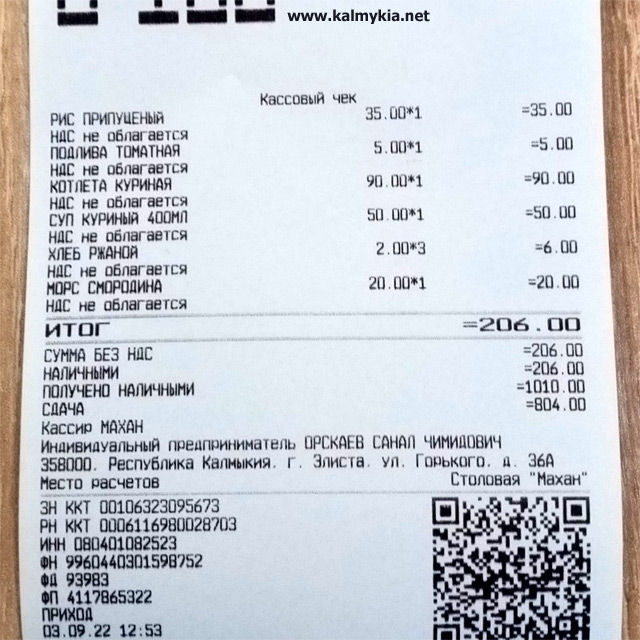 www.kalmykia.net
Кассовый чек
РИС ПРИПУЩЕНЫЙ 35.00*1 =35.00
НДС не облагается
ПОДЛИВА ТОМАТНАЯ 5.00*1 =5.00
НДС не облагается
КОТЛЕТА КУРИНАЯ 90.00*1 =90.00
НДС не облагается
СУП КУРИНЫЙ 400МЛ 50.00*1 =50.00
НДС не облагается
ХЛЕБ РЖАНОЙ 2.00*3 =6.00
НДС не облагается
МОРС СМОРОДИНА 20.00*1 =20.00
НДС не облагается
ИТОГ =206.00
СУММА БЕЗ НДС =206.00
НАЛИЧНЫМИ =206.00
ПОЛУЧЕНО НАЛИЧНЫМИ =1010.00
СДАЧА =804.00
Кассир МАХАН
Индивидуальный предприниматель ОРСКАЕВ САНАЛ ЧИМИДОВИЧ
358000. Республика Калмыкия. г. Элиста. ул. Горького. д. 36А
Место расчетов Столовая "Махан"
ЗН ККТ 00106323095673
РН ККТ 0006116980028703
ИНН 080401082523
ФН 9960440301598752
ФД 93983
ФП 4117865322
ПРИХОД
03.09.22 12:53